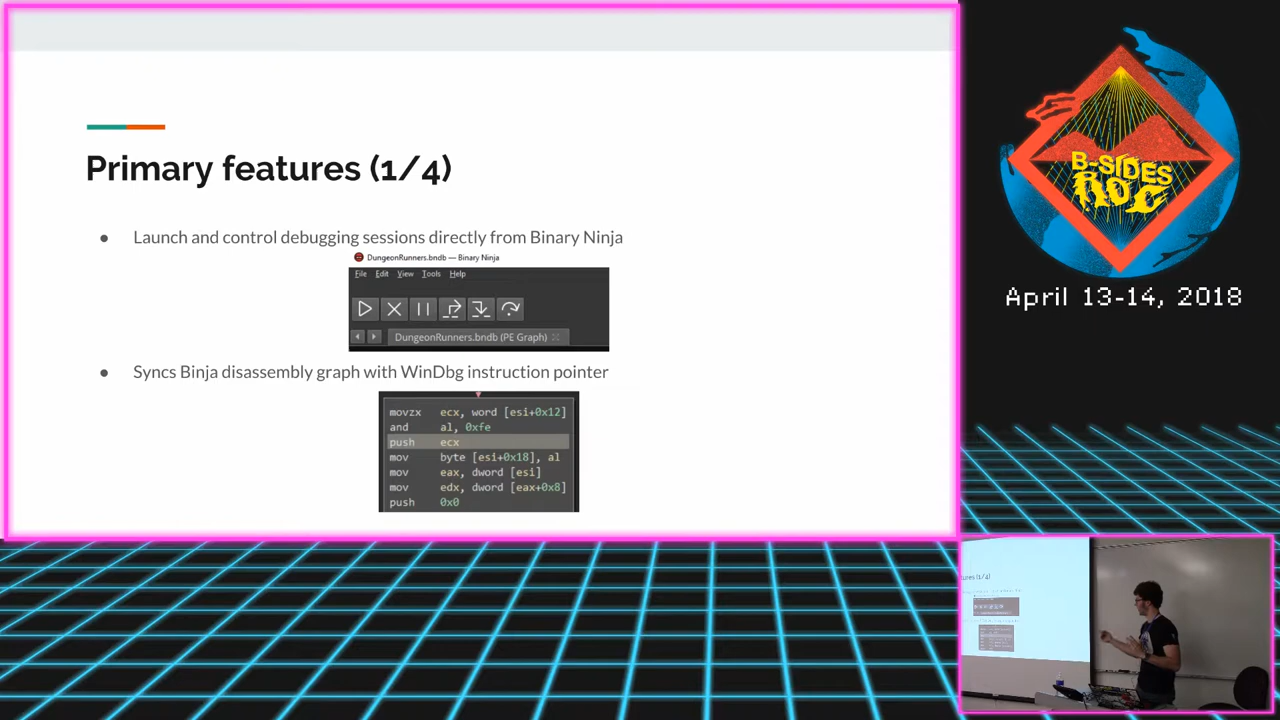 Primary features (1/4)
● Launch and control debugging sessions directly from Binary Ninja
DungeonRunners.bndb — Binary Ninja
File Edit View Tools Help
DungeonRunners.bndb (PE Graph)
● Syncs Binja disassembly graph with WinDbg instruction pointer
movzx ecx, word [esi+0x12]
and al, 0xfe
push ecx
mov byte [esi+0x18], al
mov eax, dword [esi]
mov edx, dword [eax+0x8]
push 0x0
B-SIDES
ROC
April 13-14, 2018
tures (1/4)